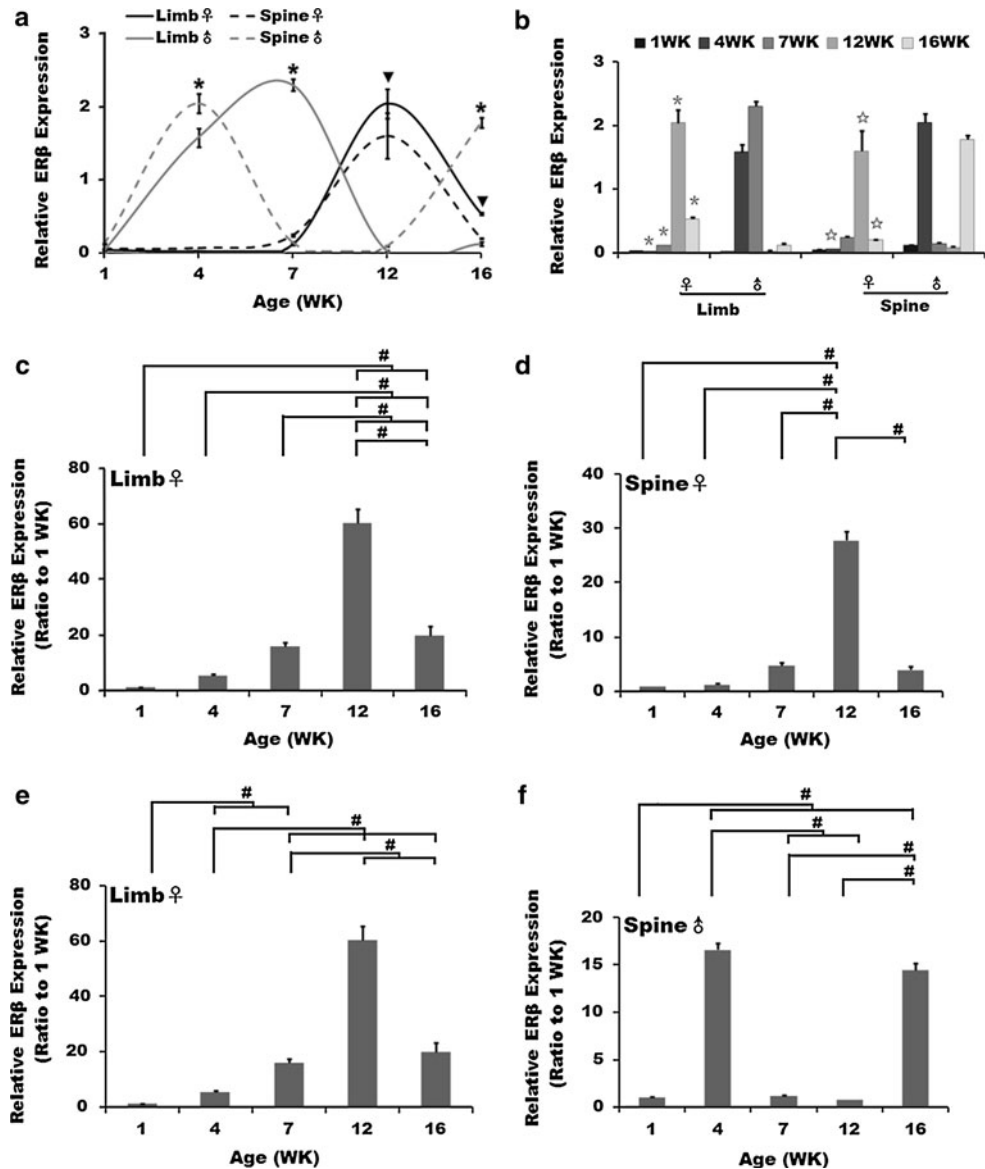 a
Limb♀ Spine♀
Limb♂ Spine♂
Relative ERβ Expression
3
2
1
0
* * ▼ * ▼
1 4 7 12 16
Age (WK)
b
1WK 4WK 7WK 12WK 16WK
Relative ERβ Expression
3
2
1
0
* * * * ☆ ☆ ☆
♀ ♂ ♀ ♂
Limb Spine
c
#
#
#
#
Limb♀
Relative ERβ Expression
(Ratio to 1 WK)
80
60
40
20
0
1 4 7 12 16
Age (WK)
d
#
#
#
#
Spine♀
Relative ERβ Expression
(Ratio to 1 WK)
40
30
20
10
0
1 4 7 12 16
Age (WK)
e
#
#
#
Limb♀
Relative ERβ Expression
(Ratio to 1 WK)
80
60
40
20
0
1 4 7 12 16
Age (WK)
f
#
#
#
#
Spine♂
Relative ERβ Expression
(Ratio to 1 WK)
20
15
10
5
0
1 4 7 12 16
Age (WK)